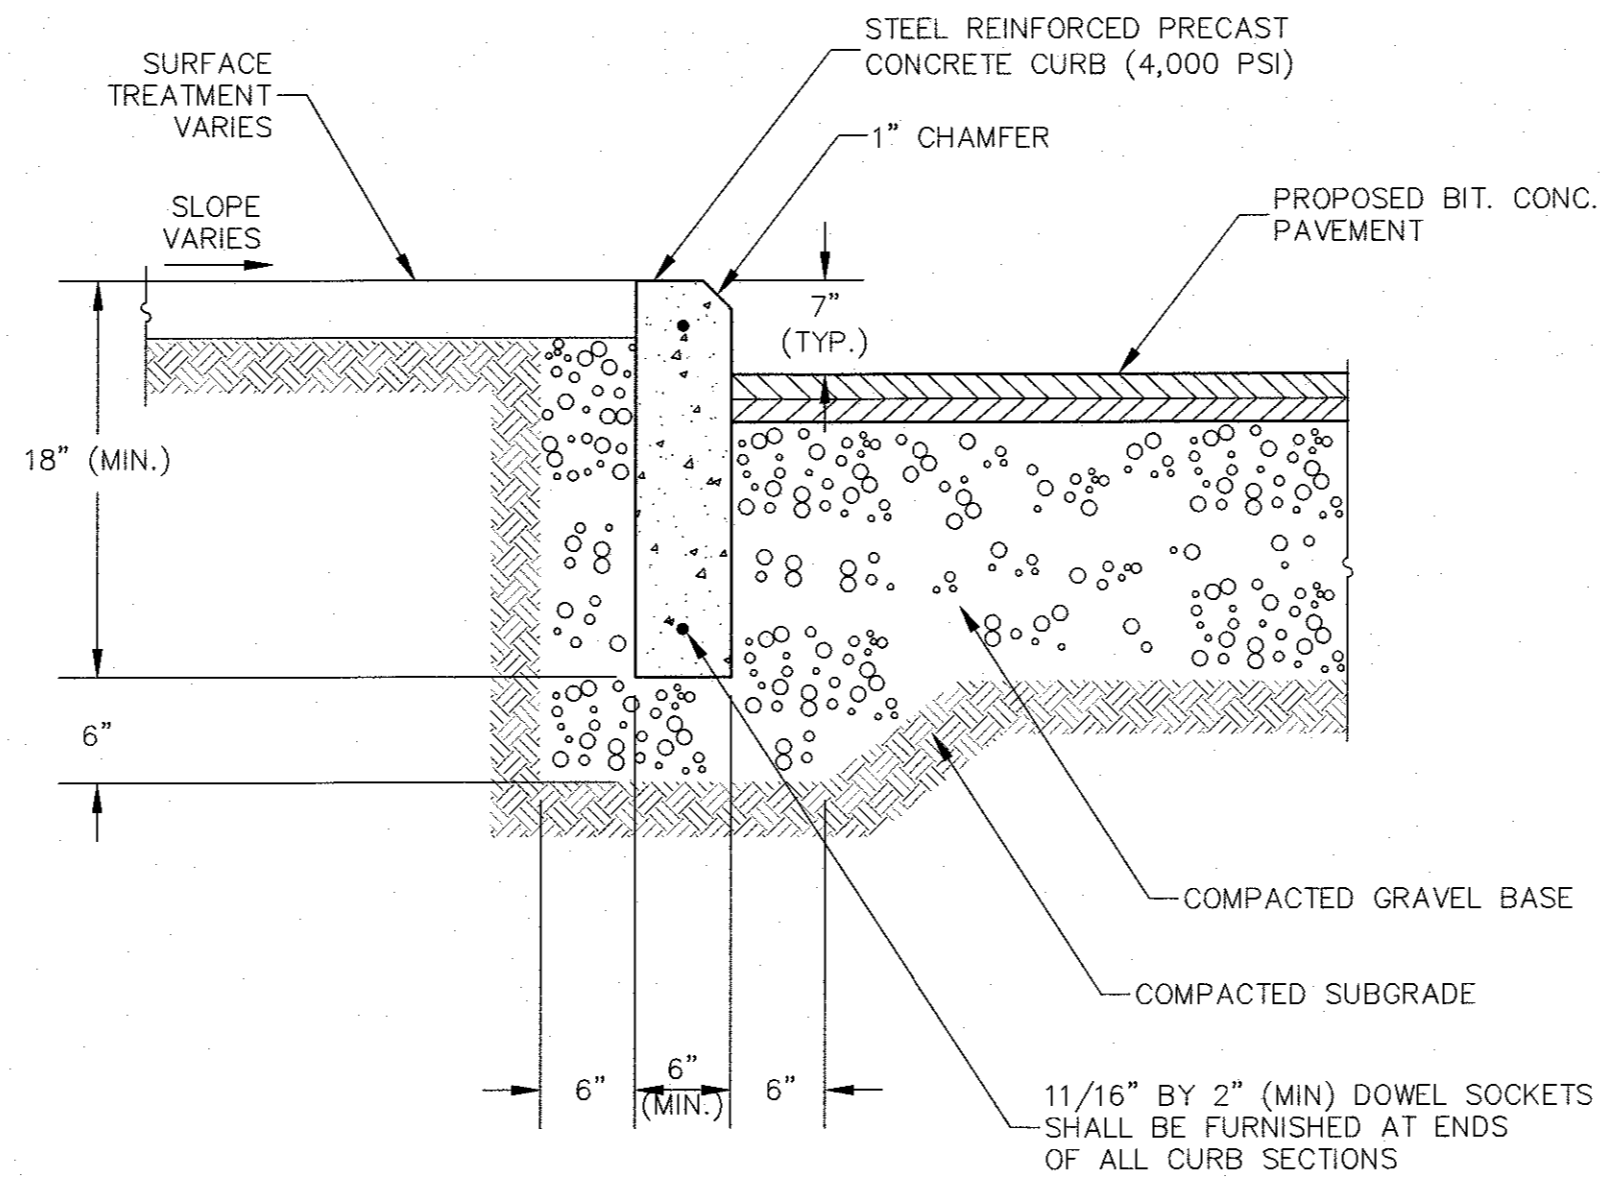 STEEL REINFORCED PRECAST
CONCRETE CURB (4,000 PSI)
SURFACE
TREATMENT
VARIES
1” CHAMFER
PROPOSED BIT. CONC.
PAVEMENT
SLOPE
VARIES
7”
(TYP.)
18” (MIN.)
6”
COMPACTED GRAVEL BASE
COMPACTED SUBGRADE
6”
6”
(MIN.)
6”
11/16” BY 2” (MIN) DOWEL SOCKETS
SHALL BE FURNISHED AT ENDS
OF ALL CURB SECTIONS